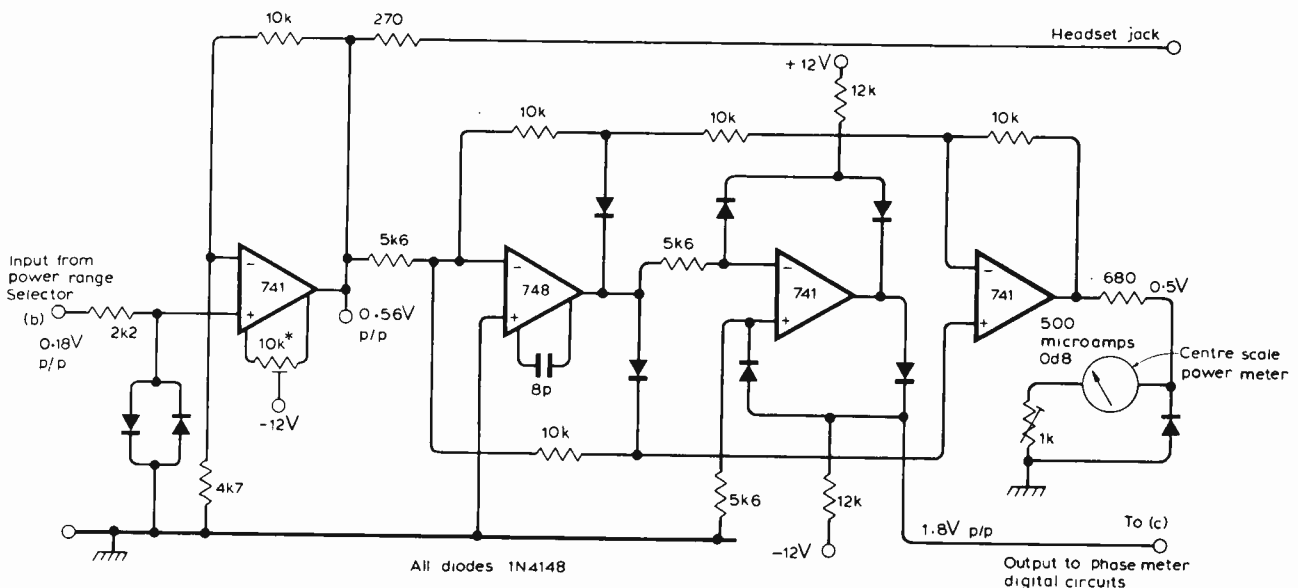 10k
270
Headset jack
+12V
12k
10k
10k
10k
5k6
5k6
680
0.5V
Input from
power range
Selector
(b)
2k2
0.18V
p/p
−
741
+
10k*
-12V
0.56V
p/p
−
748
+
8p
−
741
+
−
741
+
500
microamps
0d8
Centre scale
power meter
1k
10k
4k7
5k6
12k
-12V
1.8V p/p
To (c)
Output to phase meter
digital circuits
All diodes 1N4148